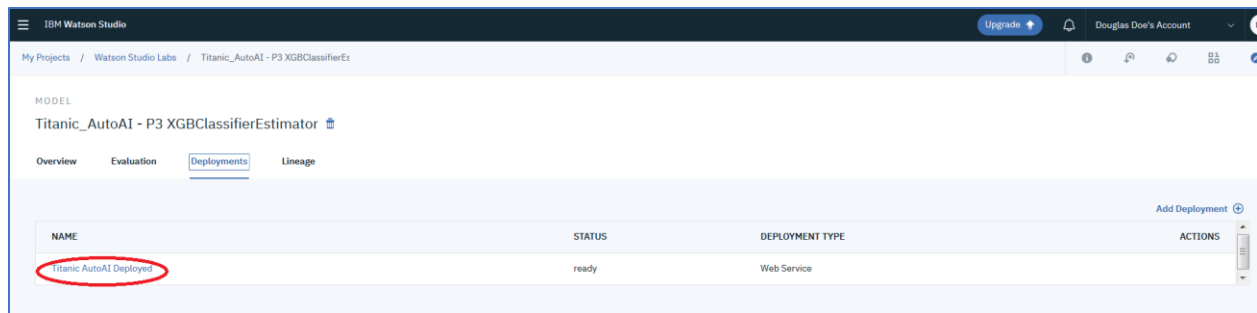 IBM Watson Studio Upgrade Douglas Doe's Account
My Projects / Watson Studio Labs / Titanic_AutoAI - P3 XGBClassifierEs
MODEL
Titanic_AutoAI - P3 XGBClassifierEstimator
Overview Evaluation Deployments Lineage
Add Deployment
NAME STATUS DEPLOYMENT TYPE ACTIONS
Titanic AutoAI Deployed ready Web Service